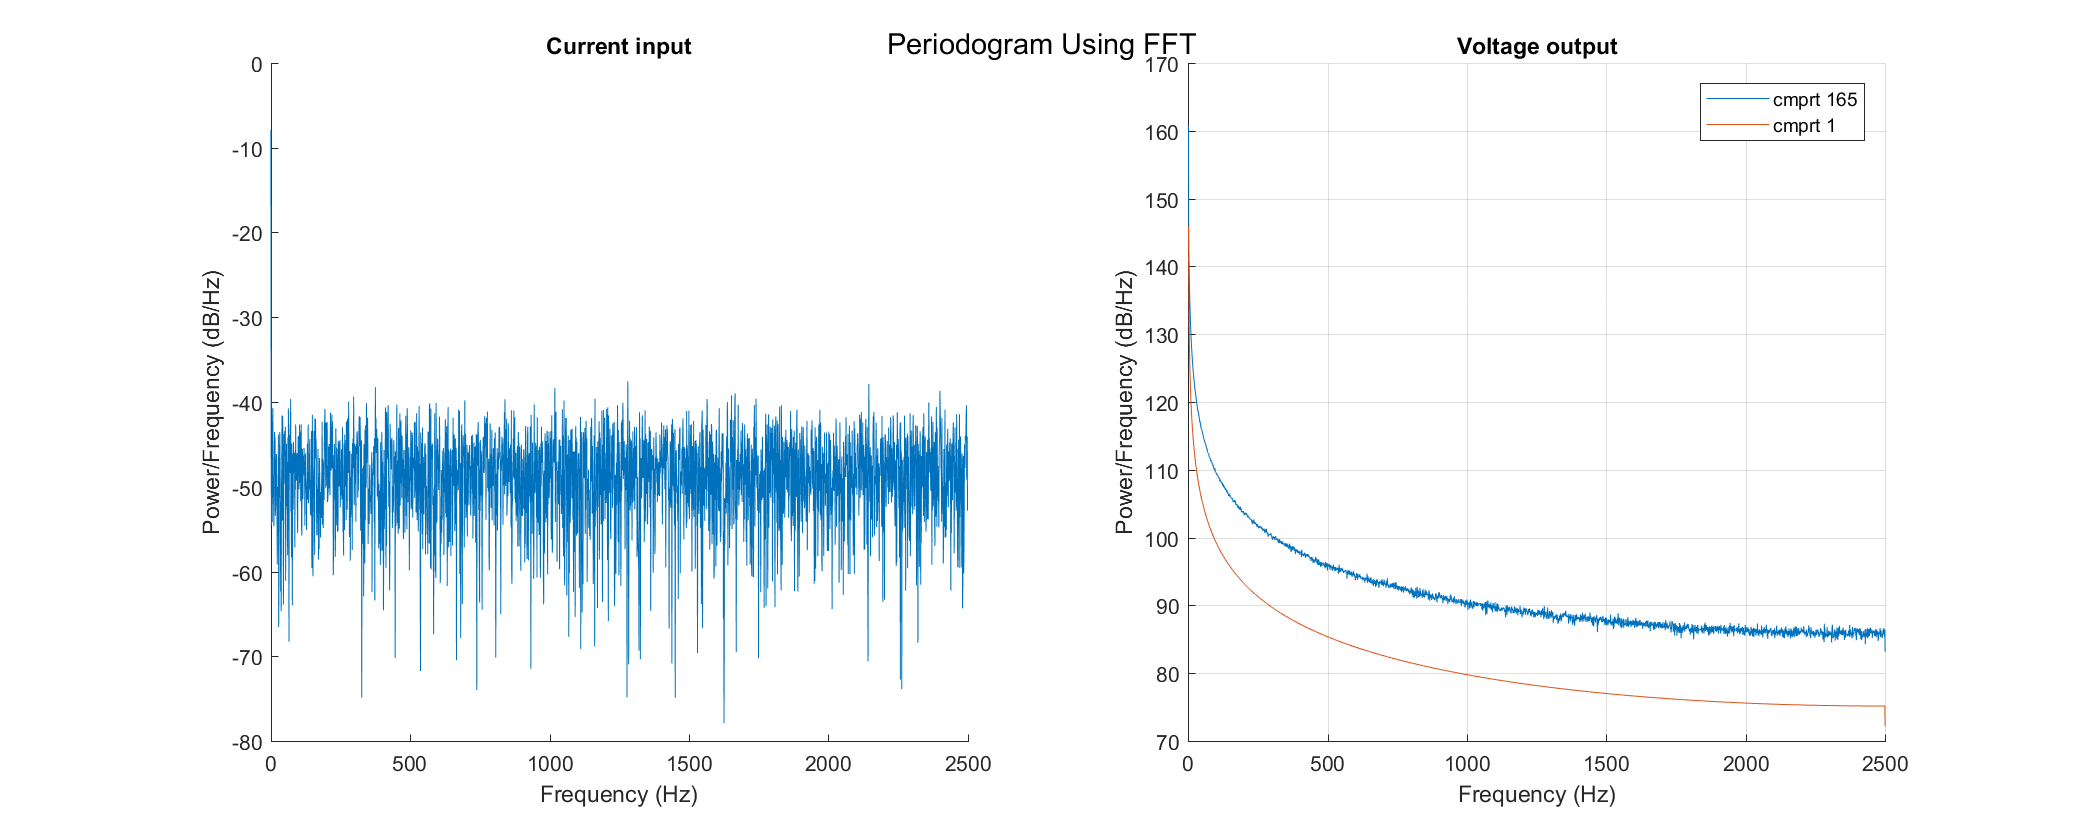 Periodogram Using FFT
Current input
0
-10
-20
-30
-40
-50
-60
-70
-80
Power/Frequency (dB/Hz)
0 500 1000 1500 2000 2500
Frequency (Hz)
Voltage output
170
160
150
140
130
120
110
100
90
80
70
Power/Frequency (dB/Hz)
cmprt 165
cmprt 1
0 500 1000 1500 2000 2500
Frequency (Hz)